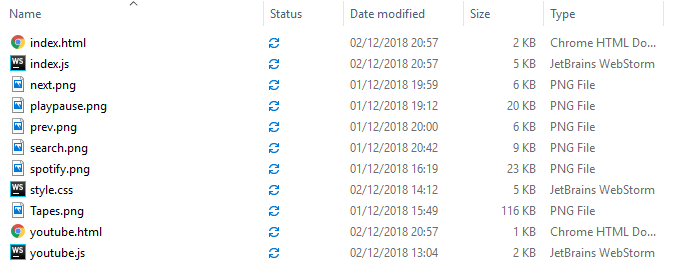 Name Status Date modified Size Type
index.html 02/12/2018 20:57 2 KB Chrome HTML Do...
WS index.js 02/12/2018 20:57 5 KB JetBrains WebStorm
next.png 01/12/2018 19:59 6 KB PNG File
playpause.png 01/12/2018 19:12 20 KB PNG File
prev.png 01/12/2018 20:00 6 KB PNG File
search.png 01/12/2018 20:42 9 KB PNG File
spotify.png 01/12/2018 16:19 23 KB PNG File
WS style.css 02/12/2018 14:12 5 KB JetBrains WebStorm
Tapes.png 01/12/2018 15:49 116 KB PNG File
youtube.html 02/12/2018 20:57 1 KB Chrome HTML Do...
WS youtube.js 02/12/2018 13:04 2 KB JetBrains WebStorm